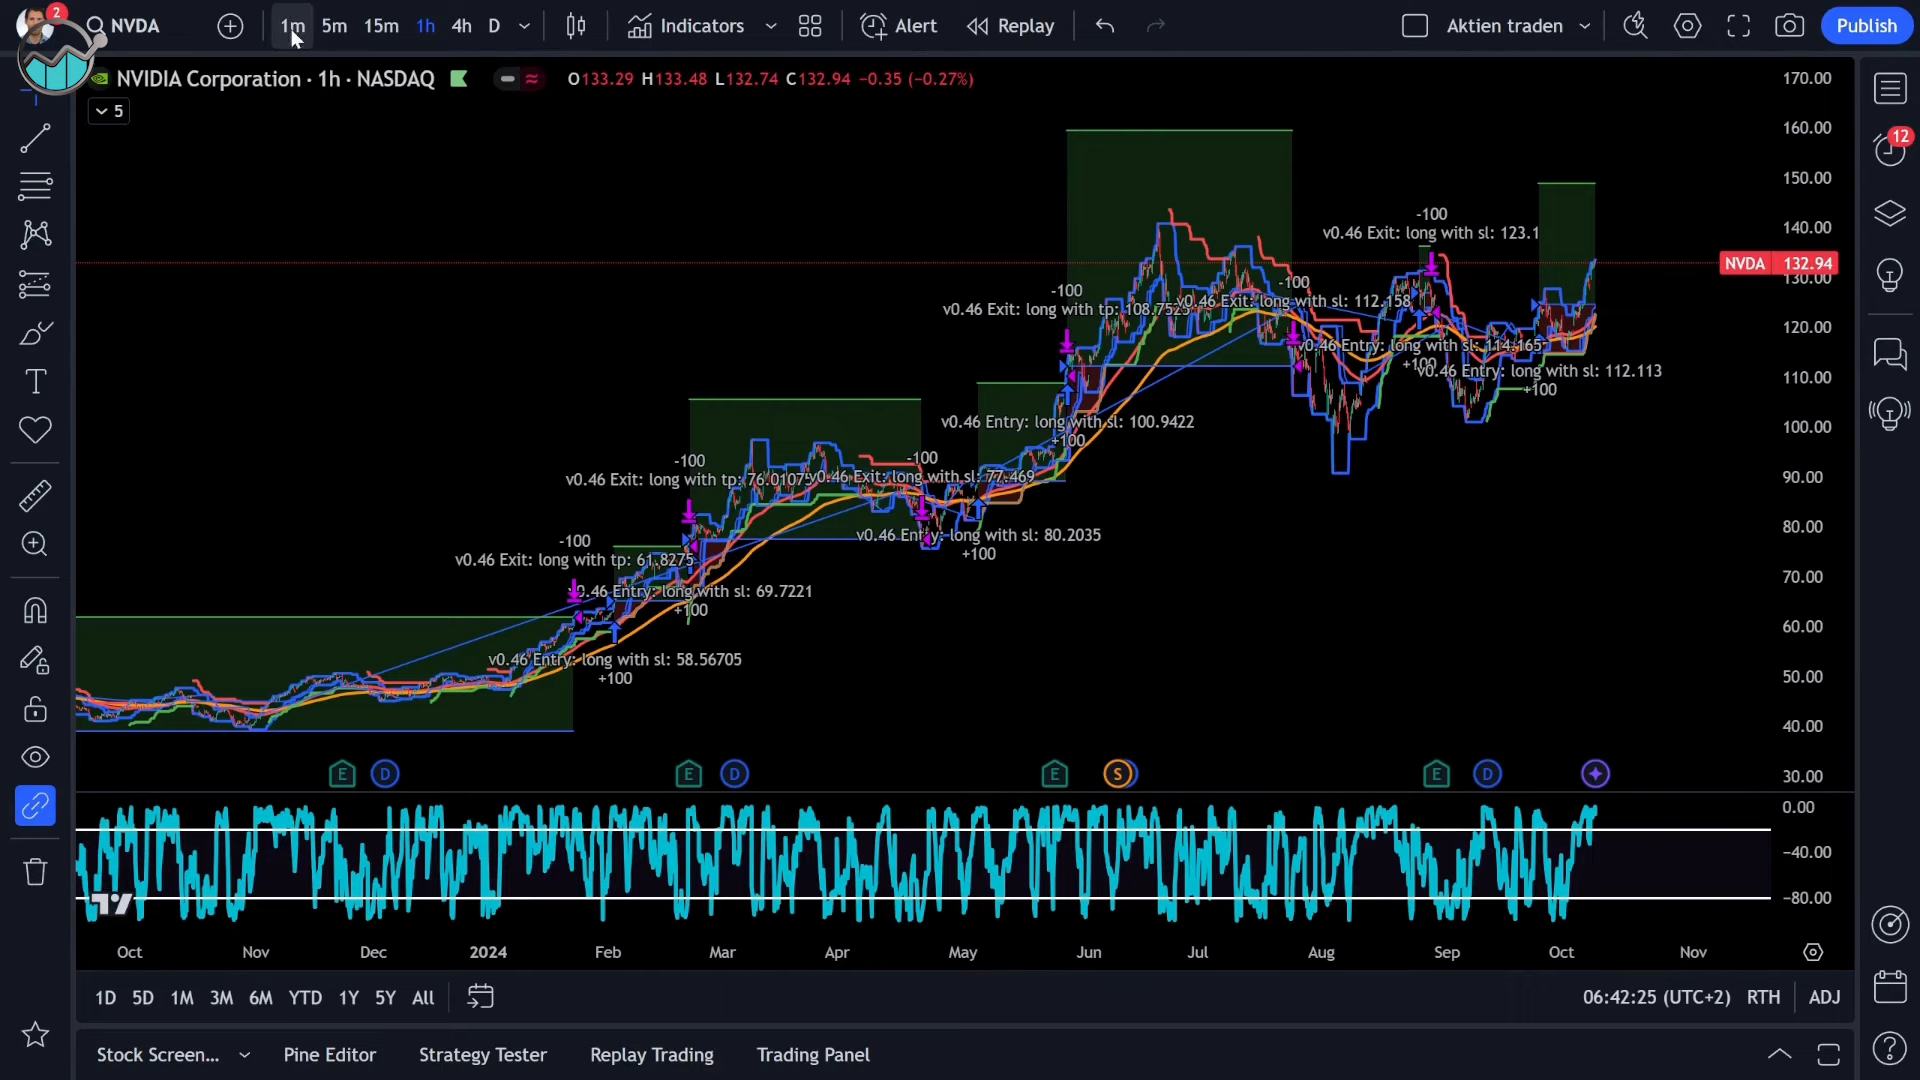 2
NVDA
1m 5m 15m 1h 4h D Indicators Alert Replay Aktien traden Publish
NVIDIA Corporation · 1h · NASDAQ O133.29 H133.48 L132.74 C132.94 −0.35 (−0.27%)
5
12
170.00
160.00
150.00
140.00
NVDA 132.94
130.00
120.00
110.00
100.00
90.00
80.00
70.00
60.00
50.00
40.00
30.00
-100
v0.46 Exit: long with sl: 123.1
-100
v0.46 Exit: long with tp: 108.7525
-100
v0.46 Exit: long with sl: 112.158
v0.46 Entry: long with sl: 114.165
+100
v0.46 Entry: long with sl: 112.113
+100
v0.46 Entry: long with sl: 100.9422
+100
-100
v0.46 Exit: long with tp: 76.01075
-100
v0.46 Exit: long with sl: 77.469
v0.46 Entry: long with sl: 80.2035
+100
-100
v0.46 Exit: long with tp: 61.8275
v0.46 Entry: long with sl: 69.7221
+100
v0.46 Entry: long with sl: 58.56705
+100
E D E D E S E D
0.00
−40.00
−80.00
Oct Nov Dec 2024 Feb Mar Apr May Jun Jul Aug Sep Oct Nov
1D 5D 1M 3M 6M YTD 1Y 5Y All 06:42:25 (UTC+2) RTH ADJ
Stock Screen... Pine Editor Strategy Tester Replay Trading Trading Panel